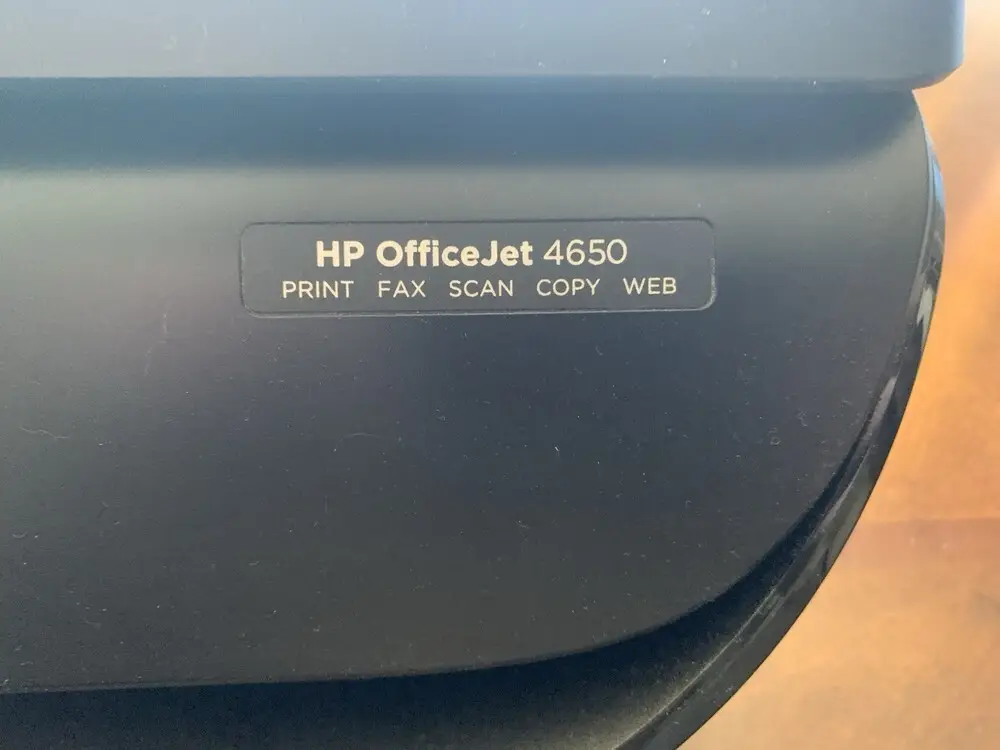 HP OfficeJet 4650
PRINT FAX SCAN COPY WEB